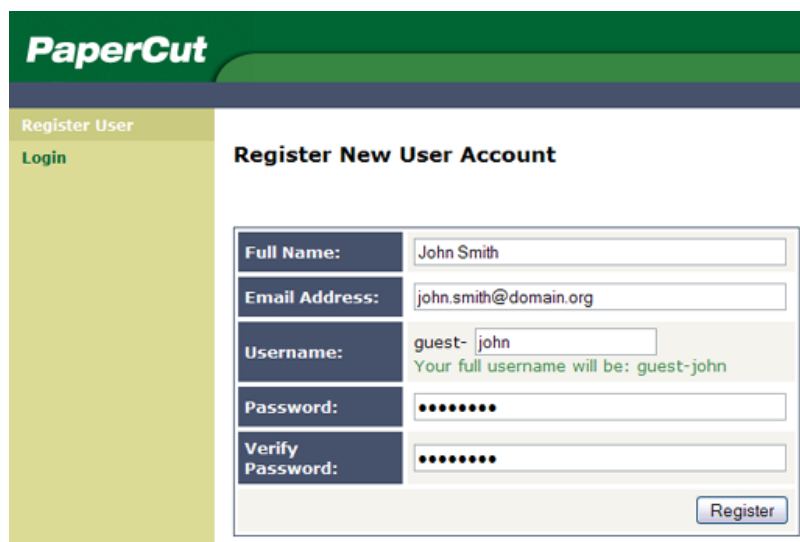 PaperCut
Register User
Login
Register New User Account
Full Name: John Smith
Email Address: john.smith@domain.org
Username: guest- john
Your full username will be: guest-john
Password: ●●●●●●●●
Verify
Password: ●●●●●●●●
Register